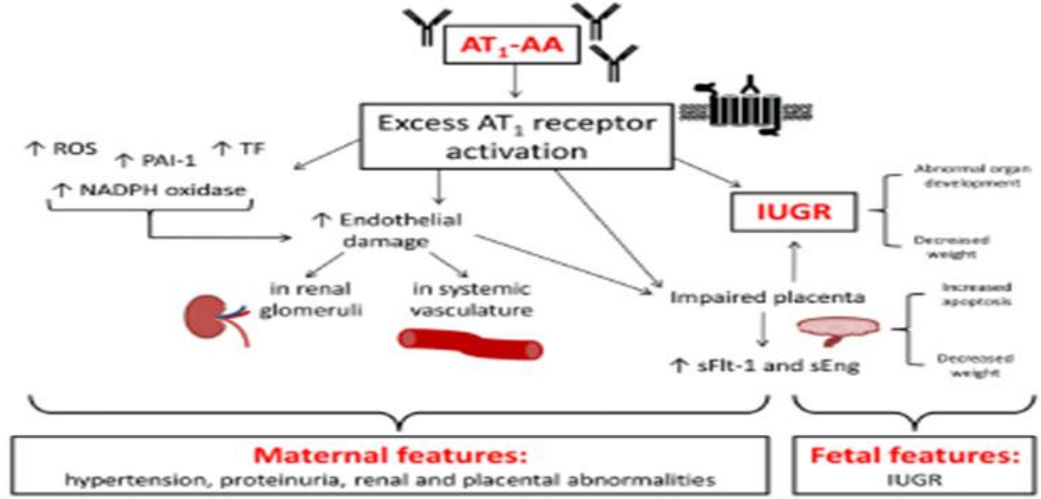 AT₁-AA
Excess AT₁ receptor
activation
↑ ROS
↑ PAI-1
↑ TF
↑ NADPH oxidase
↑ Endothelial
damage
in renal
glomeruli
in systemic
vasculature
IUGR
Abnormal organ
development
Decreased
weight
Impaired placenta
Increased
apoptosis
Decreased
weight
↑ sFlt-1 and sEng
Maternal features:
hypertension, proteinuria, renal and placental abnormalities
Fetal features:
IUGR